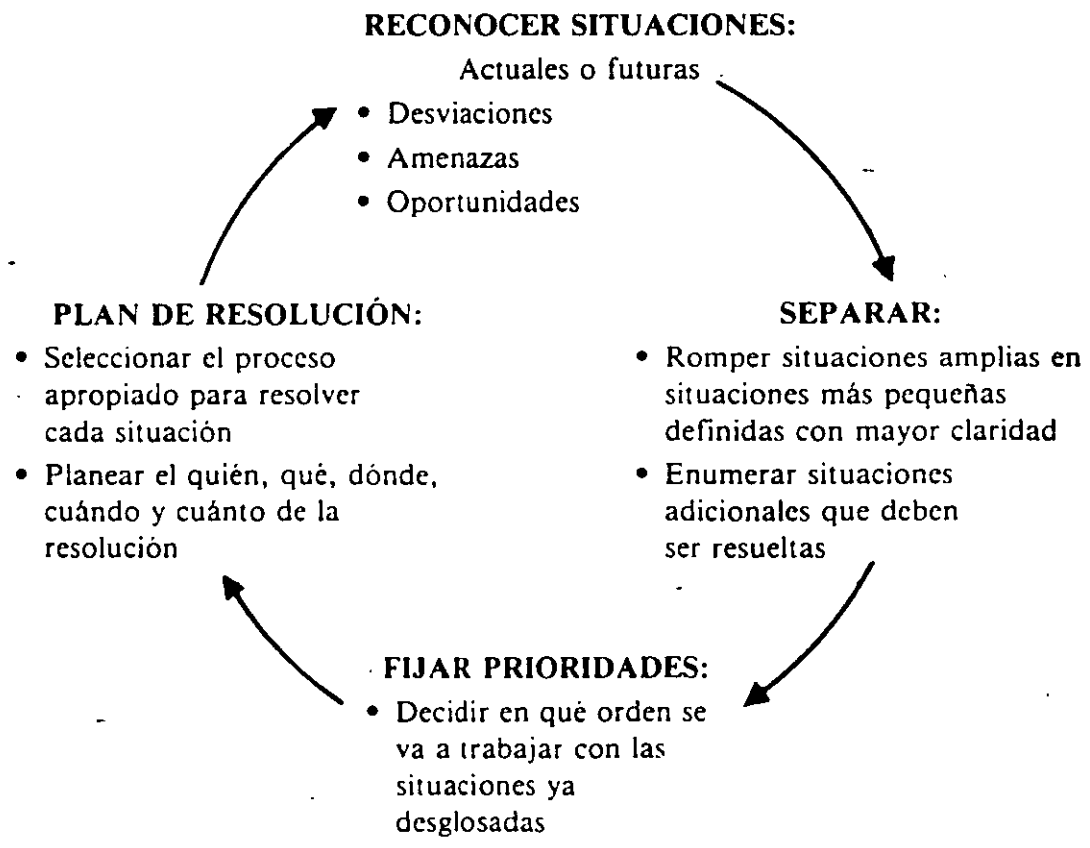 RECONOCER SITUACIONES:
Actuales o futuras
• Desviaciones
• Amenazas
• Oportunidades
SEPARAR:
• Romper situaciones amplias en
situaciones más pequeñas
definidas con mayor claridad
• Enumerar situaciones
adicionales que deben
ser resueltas
FIJAR PRIORIDADES:
• Decidir en qué orden se
va a trabajar con las
situaciones ya
desglosadas
PLAN DE RESOLUCIÓN:
• Seleccionar el proceso
apropiado para resolver
cada situación
• Planear el quién, qué, dónde,
cuándo y cuánto de la
resolución